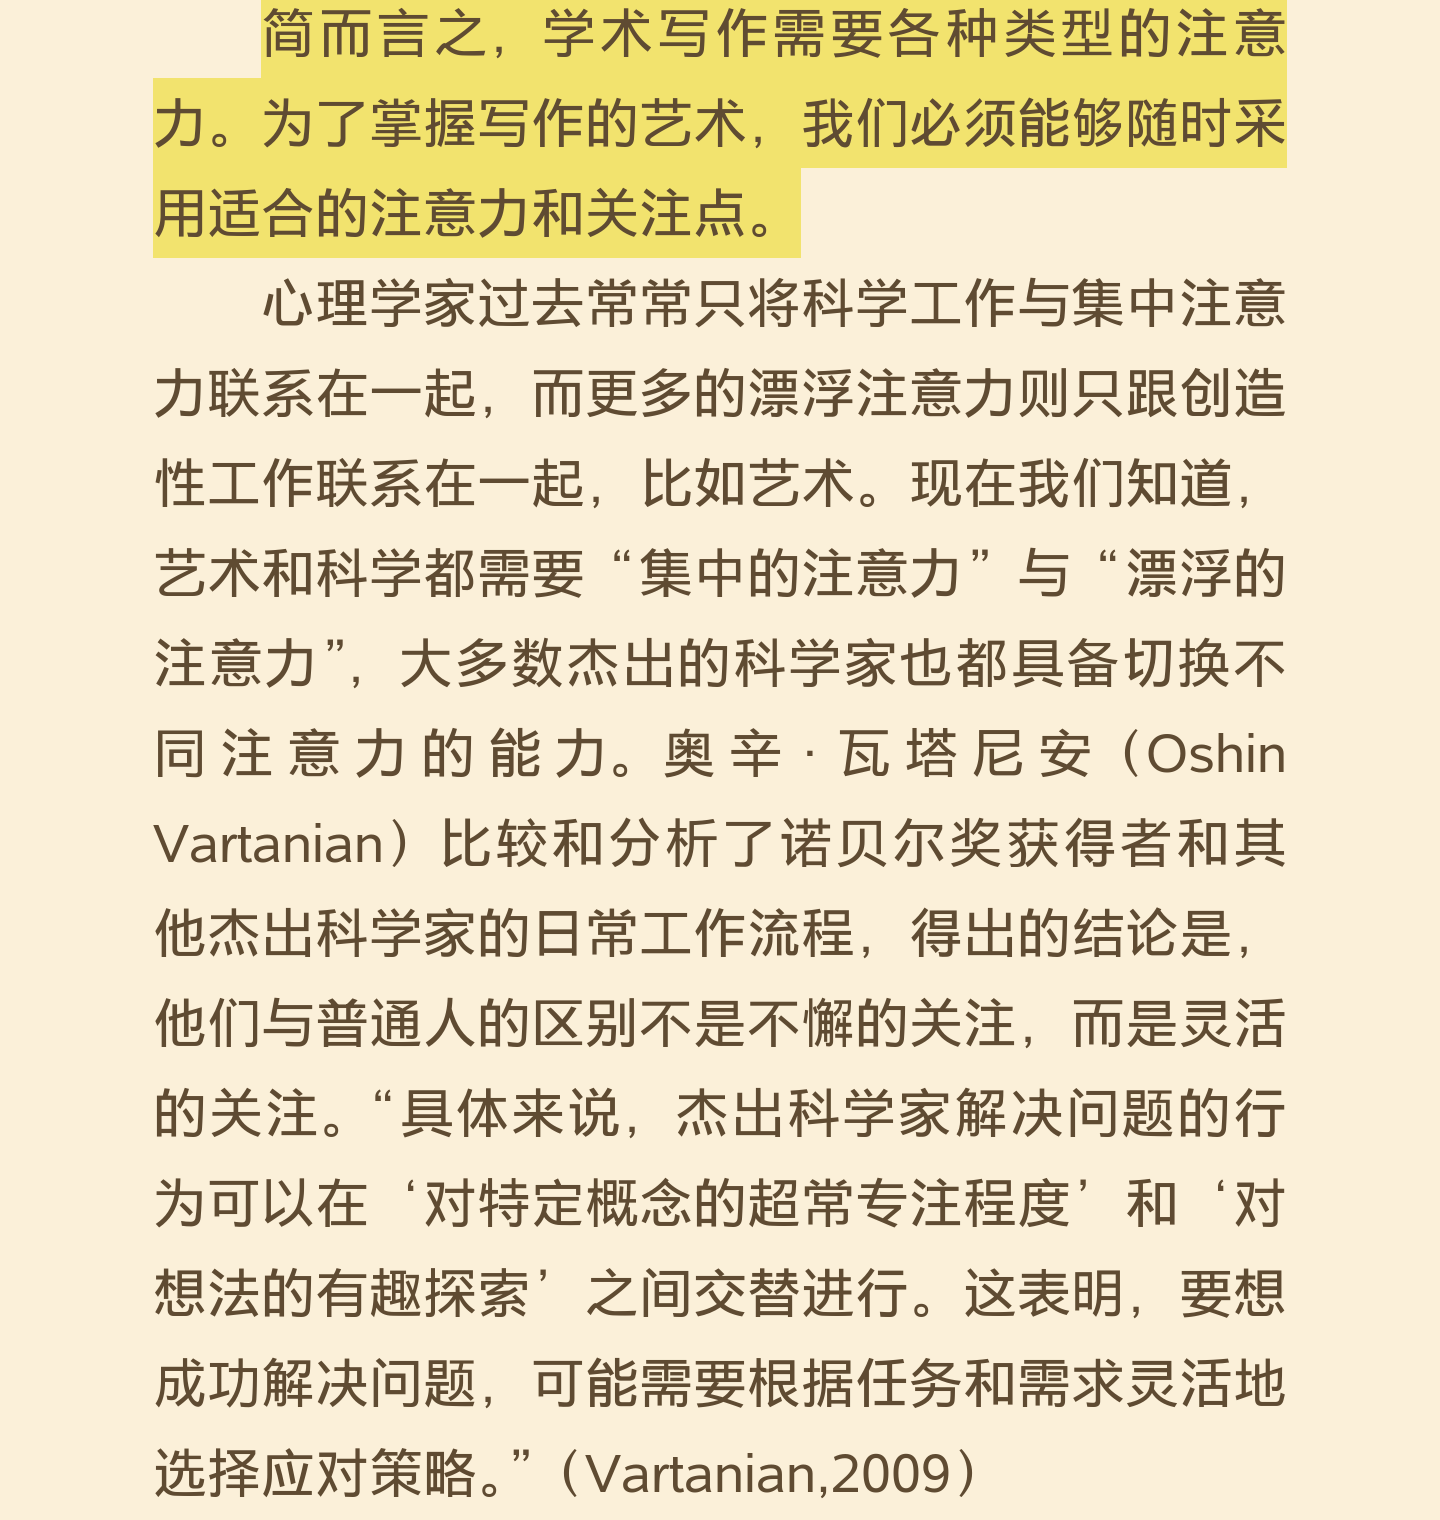 简而言之，学术写作需要各种类型的注意
力。为了掌握写作的艺术，我们必须能够随时采
用适合的注意力和关注点。
心理学家过去常常只将科学工作与集中注意
力联系在一起，而更多的漂浮注意力则只跟创造
性工作联系在一起，比如艺术。现在我们知道，
艺术和科学都需要“集中的注意力”与“漂浮的
注意力”，大多数杰出的科学家也都具备切换不
同注意力的能力。奥辛·瓦塔尼安（Oshin
Vartanian）比较和分析了诺贝尔奖获得者和其
他杰出科学家的日常工作流程，得出的结论是，
他们与普通人的区别不是不懈的关注，而是灵活
的关注。“具体来说，杰出科学家解决问题的行
为可以在‘对特定概念的超常专注程度’和‘对
想法的有趣探索’之间交替进行。这表明，要想
成功解决问题，可能需要根据任务和需求灵活地
选择应对策略。”（Vartanian,2009）